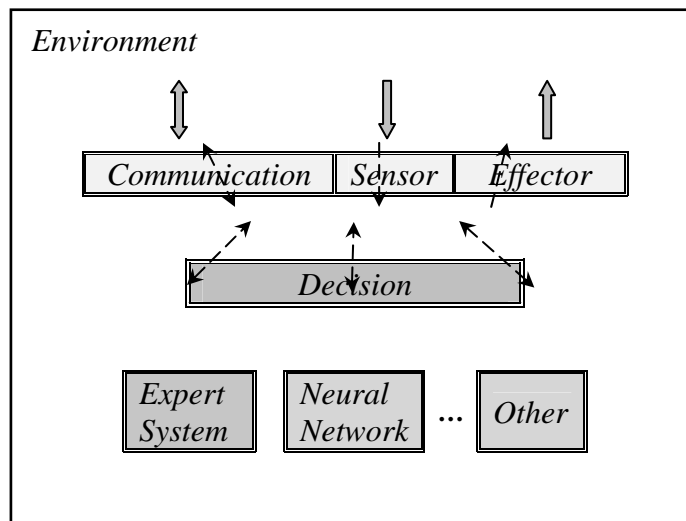 Environment
Communication Sensor Effector
Decision
Expert Neural
System Network ... Other